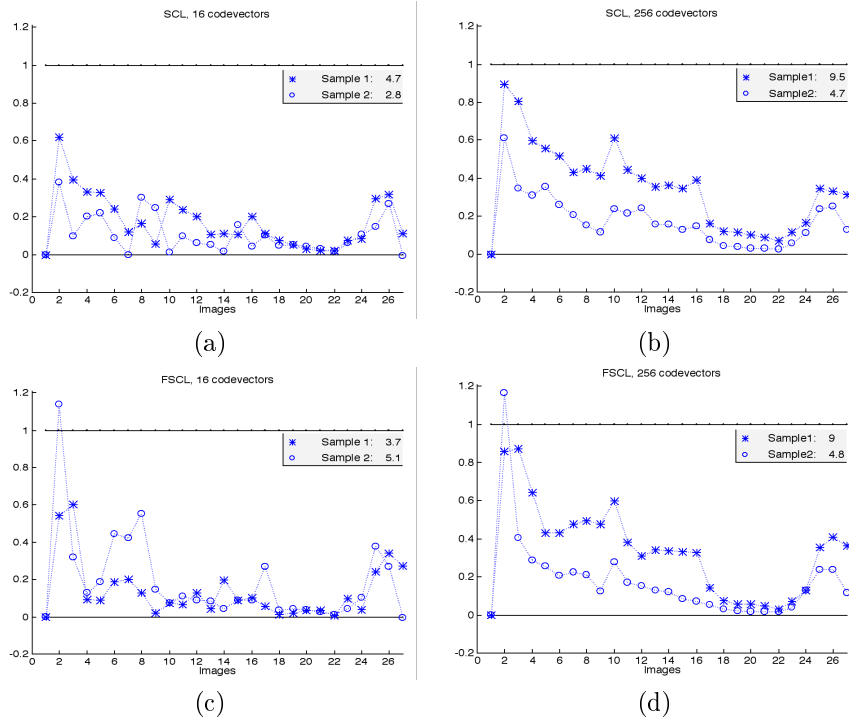 SCL, 16 codevectors
1.2
1
0.8
0.6
0.4
0.2
0
-0.2
Sample 1: 4.7
Sample 2: 2.8
0 2 4 6 8 10 12 14 16 18 20 22 24 26
Images
(a)
SCL, 256 codevectors
1.2
1
0.8
0.6
0.4
0.2
0
-0.2
Sample1: 9.5
Sample2: 4.7
0 2 4 6 8 10 12 14 16 18 20 22 24 26
Images
(b)
FSCL, 16 codevectors
1.2
1
0.8
0.6
0.4
0.2
0
-0.2
Sample 1: 3.7
Sample 2: 5.1
0 2 4 6 8 10 12 14 16 18 20 22 24 26
Images
(c)
FSCL, 256 codevectors
1.2
1
0.8
0.6
0.4
0.2
0
-0.2
Sample1: 9
Sample2: 4.8
0 2 4 6 8 10 12 14 16 18 20 22 24 26
Images
(d)